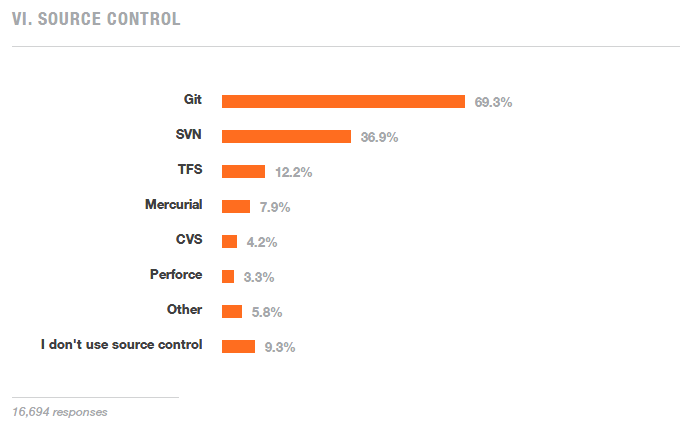 VI. SOURCE CONTROL
Git 69.3%
SVN 36.9%
TFS 12.2%
Mercurial 7.9%
CVS 4.2%
Perforce 3.3%
Other 5.8%
I don't use source control 9.3%
16,694 responses